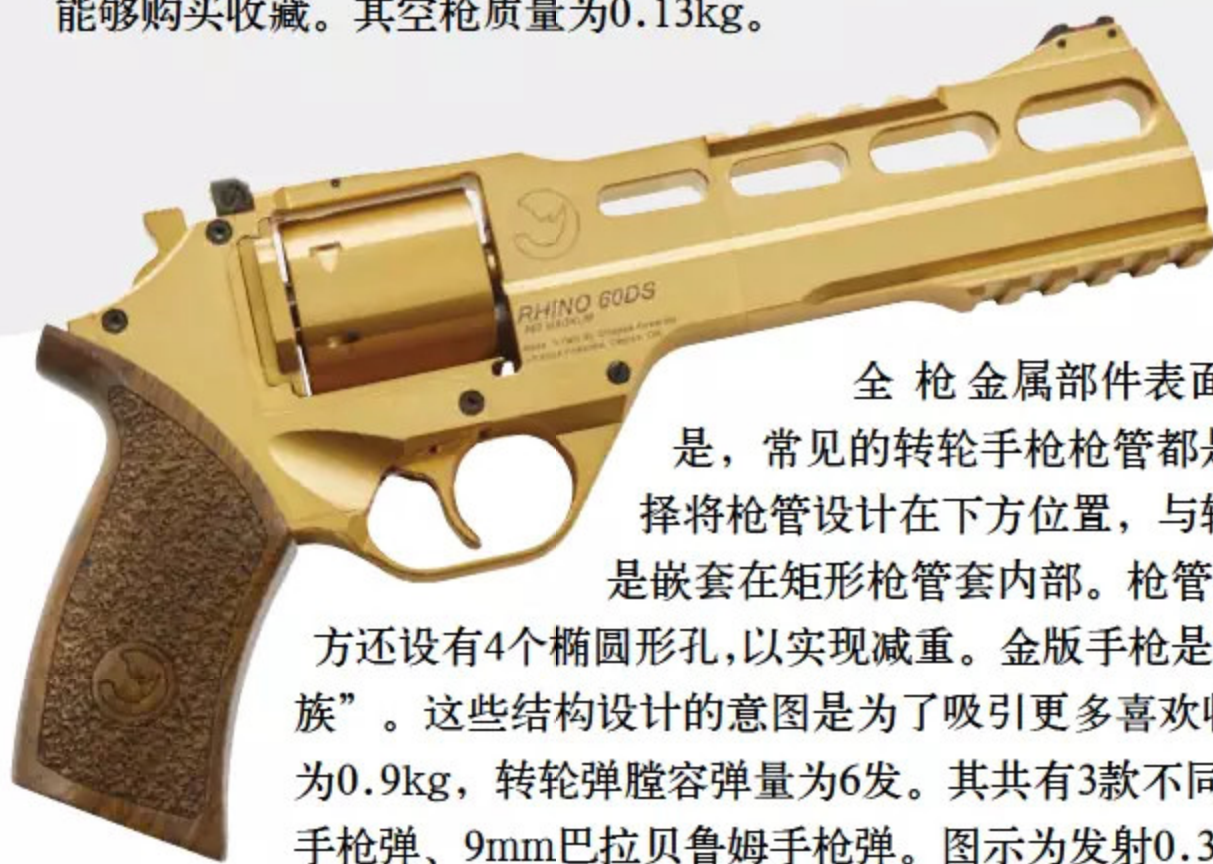 能够购买收藏。其空枪质量为0.13kg。
RHINO 60DS
全 枪 金属部件表面
是，常见的转轮手枪枪管都是
择将枪管设计在下方位置，与转
是嵌套在矩形枪管套内部。枪管
方还设有4个椭圆形孔,以实现减重。金版手枪是
族”。这些结构设计的意图是为了吸引更多喜欢收
为0.9kg，转轮弹膛容弹量为6发。其共有3款不同
手枪弹、9mm巴拉贝鲁姆手枪弹。图示为发射0.3